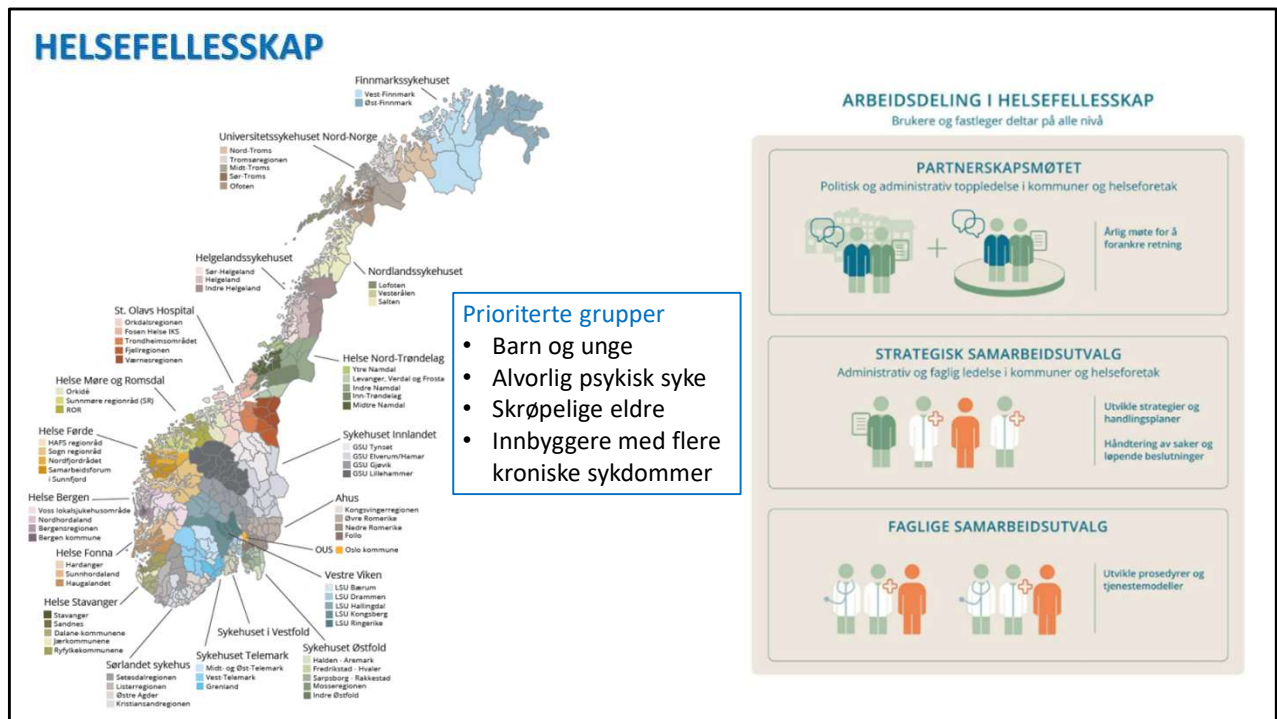 HELSEFELLESSKAP
Finnmarkssykehuset
Vest-Finnmark
Øst-Finnmark
Universitetssykehuset Nord-Norge
Nord-Troms
Tromsøregionen
Midt-Troms
Sør-Troms
Ofoten
Helgelandssykehuset
Sør-Helgeland
Helgeland
Indre Helgeland
Nordlandssykehuset
Lofoten
Vesterålen
Salten
St. Olavs Hospital
Orkdalsregionen
Fosen Helse IKS
Trondheimsområdet
Fjellregionen
Værnesregionen
Helse Nord-Trøndelag
Ytre Namdal
Levanger, Verdal og Frosta
Indre Namdal
Inn-Trøndelag
Midtre Namdal
Helse Møre og Romsdal
Orkidé
Sunnmøre regionråd (SR)
ROR
Helse Førde
HAFS regionråd
Sogn regionråd
Nordfjordrådet
Samarbeidsforum
i Sunnfjord
Sykehuset Innlandet
GSU Tynset
GSU Elverum/Hamar
GSU Gjøvik
GSU Lillehammer
Helse Bergen
Voss lokalsjukehusområde
Nordhordaland
Bergensregionen
Bergen kommune
Ahus
Kongsvingerregionen
Øvre Romerike
Nedre Romerike
Follo
OUS
Oslo kommune
Helse Fonna
Hardanger
Sunnhordaland
Haugalandet
Vestre Viken
LSU Bærum
LSU Drammen
LSU Hallingdal
LSU Kongsberg
LSU Ringerike
Helse Stavanger
Stavanger
Sandnes
Dalane-kommunene
Jærkommunene
Ryfylkekommunene
Sykehuset i Vestfold
Sørlandet sykehus
Setesdalregionen
Listerregionen
Østre Agder
Kristiansandregionen
Sykehuset Telemark
Midt- og Øst-Telemark
Vest-Telemark
Grenland
Sykehuset Østfold
Halden - Aremark
Fredrikstad - Hvaler
Sarpsborg - Rakkestad
Mosseregionen
Indre Østfold
Prioriterte grupper
• Barn og unge
• Alvorlig psykisk syke
• Skrøpelige eldre
• Innbyggere med flere
kroniske sykdommer
ARBEIDSDELING I HELSEFELLESKAP
Brukere og fastleger deltar på alle nivå
PARTNERSKAPSMØTET
Politisk og administrativ toppledelse i kommuner og helseforetak
Årlig møte for å
forankre retning
STRATEGISK SAMARBEIDSUTVALG
Administrativ og faglig ledelse i kommuner og helseforetak
Utvikle strategier og
handlingsplaner
Håndtering av saker og
løpende beslutninger
FAGLIGE SAMARBEIDSUTVALG
Utvikle prosedyrer og
tjenestemodeller